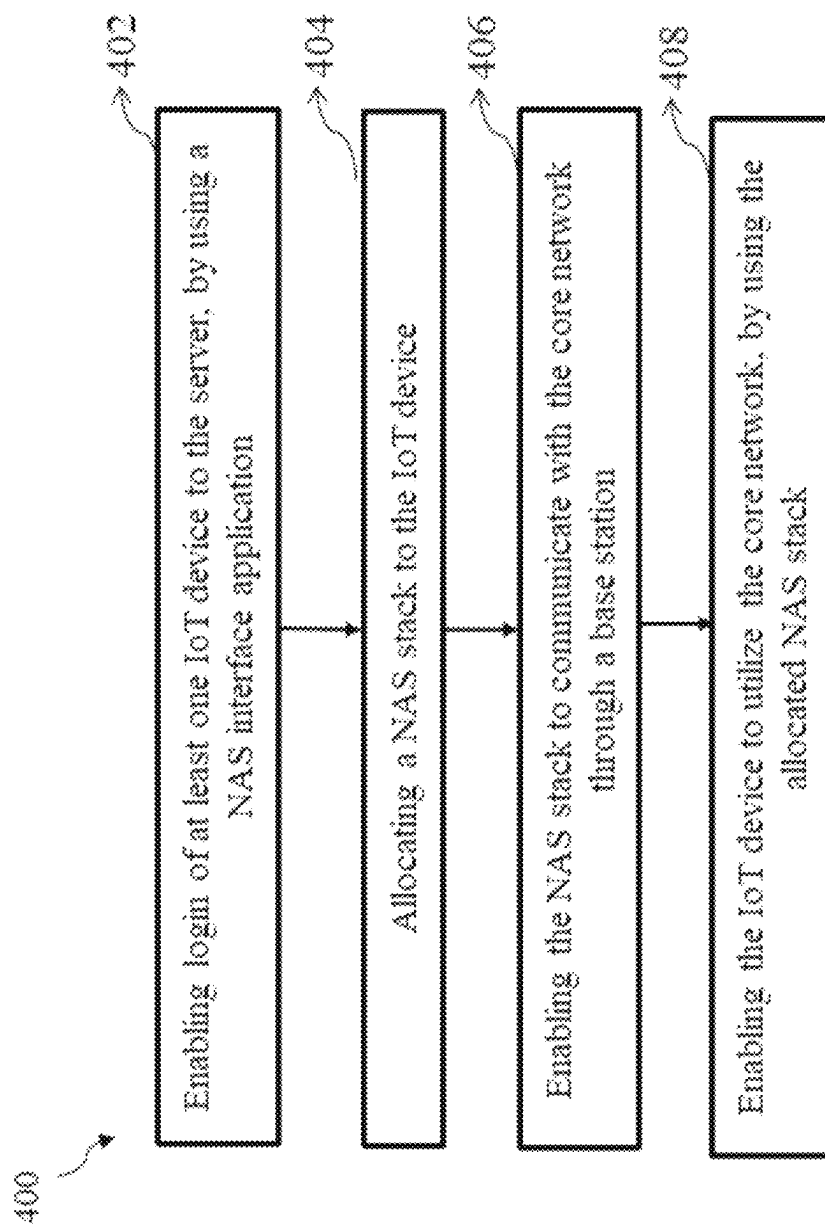 400
402
Enabling login of at least one IoT device to the server, by using a
NAS interface application
404
Allocating a NAS stack to the IoT device
406
Enabling the NAS stack to communicate with the core network
through a base station
408
Enabling the IoT device to utilize the core network, by using the
allocated NAS stack